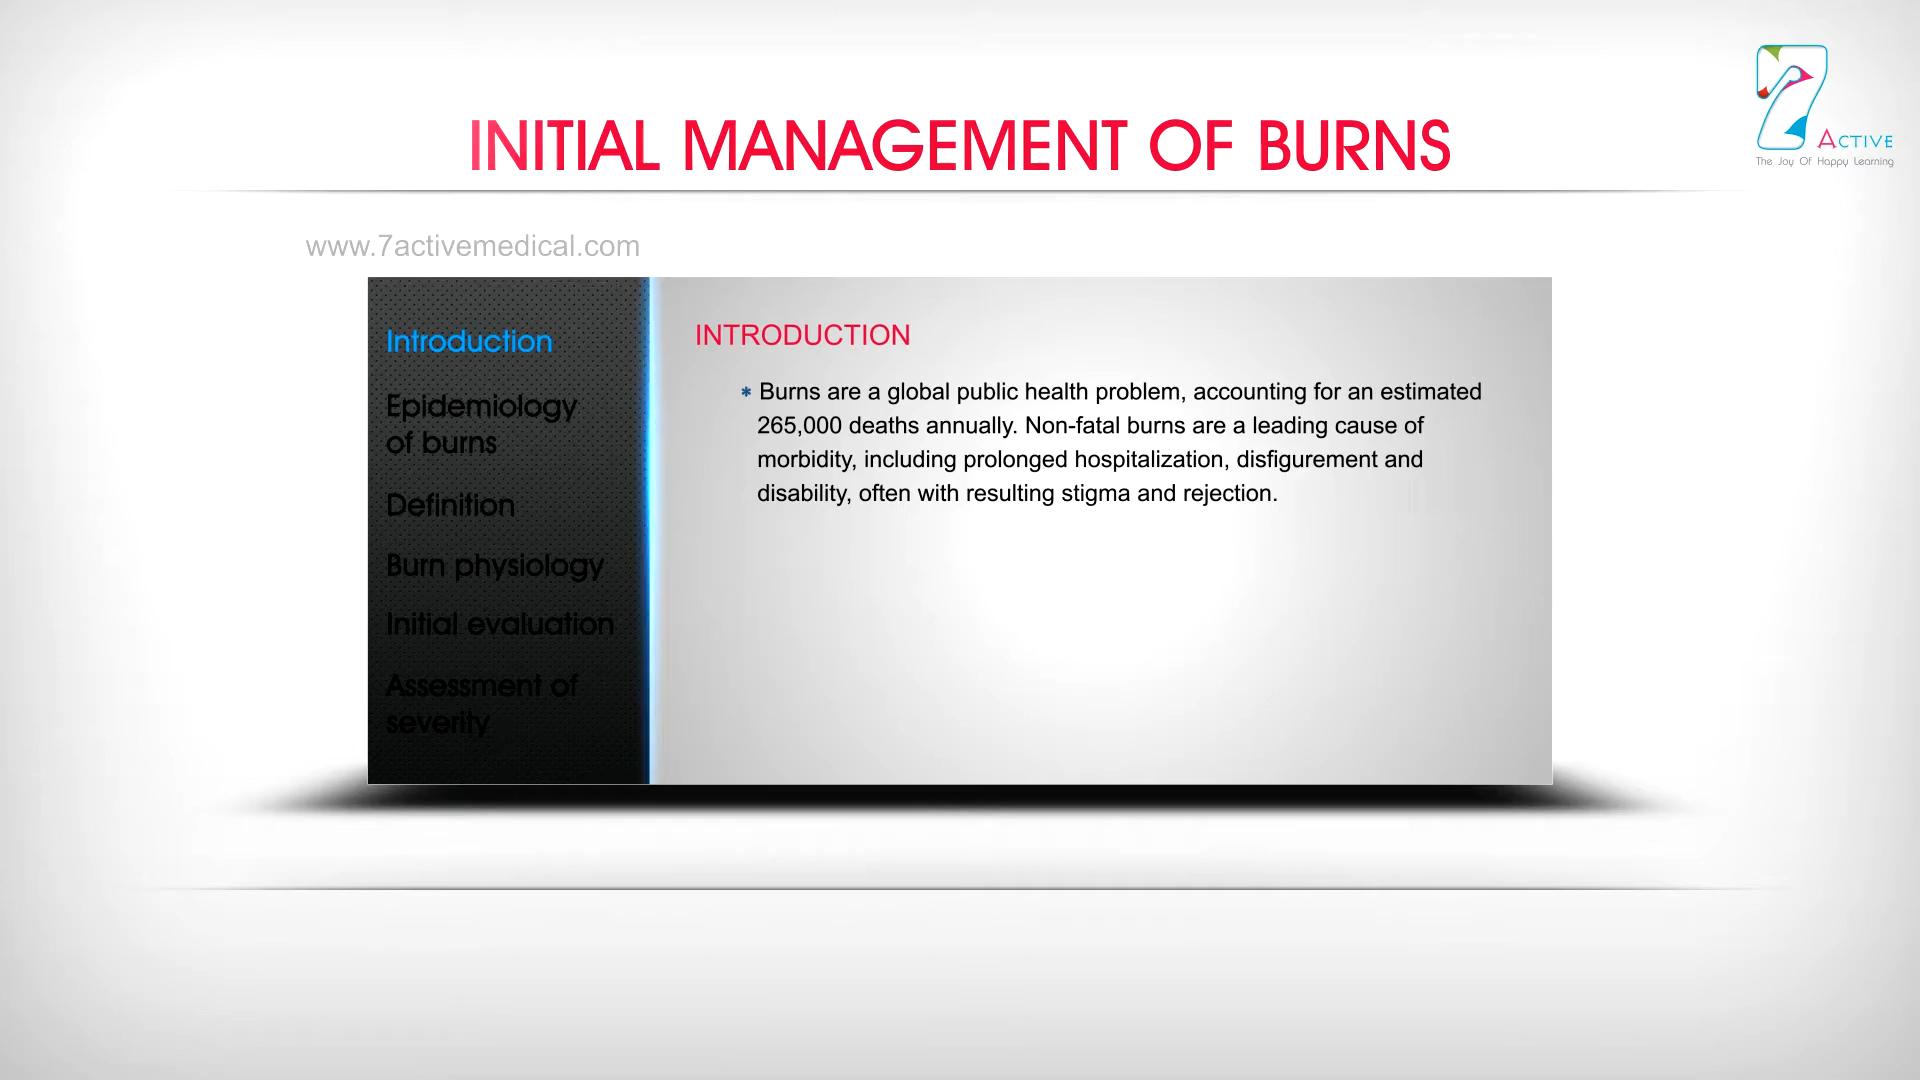 INITIAL MANAGEMENT OF BURNS
7 ACTIVE
The Joy Of Happy Learning
www.7activemedical.com
Introduction
Epidemiology
of burns
Definition
Burn physiology
Initial evaluation
Assessment of
severity
INTRODUCTION
* Burns are a global public health problem, accounting for an estimated
265,000 deaths annually. Non-fatal burns are a leading cause of
morbidity, including prolonged hospitalization, disfigurement and
disability, often with resulting stigma and rejection.